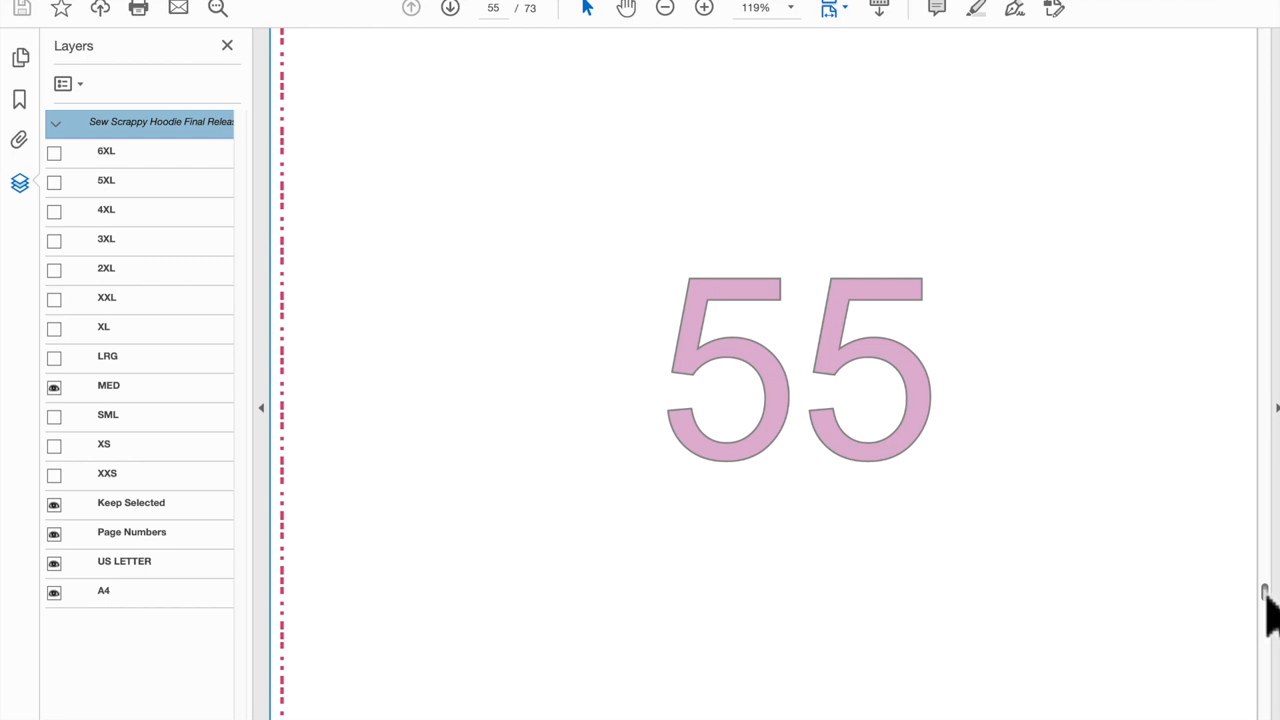 55 / 73
119%
Layers
Sew Scrappy Hoodie Final Releas
6XL
5XL
4XL
3XL
2XL
XXL
XL
LRG
MED
SML
XS
XXS
Keep Selected
Page Numbers
US LETTER
A4
55